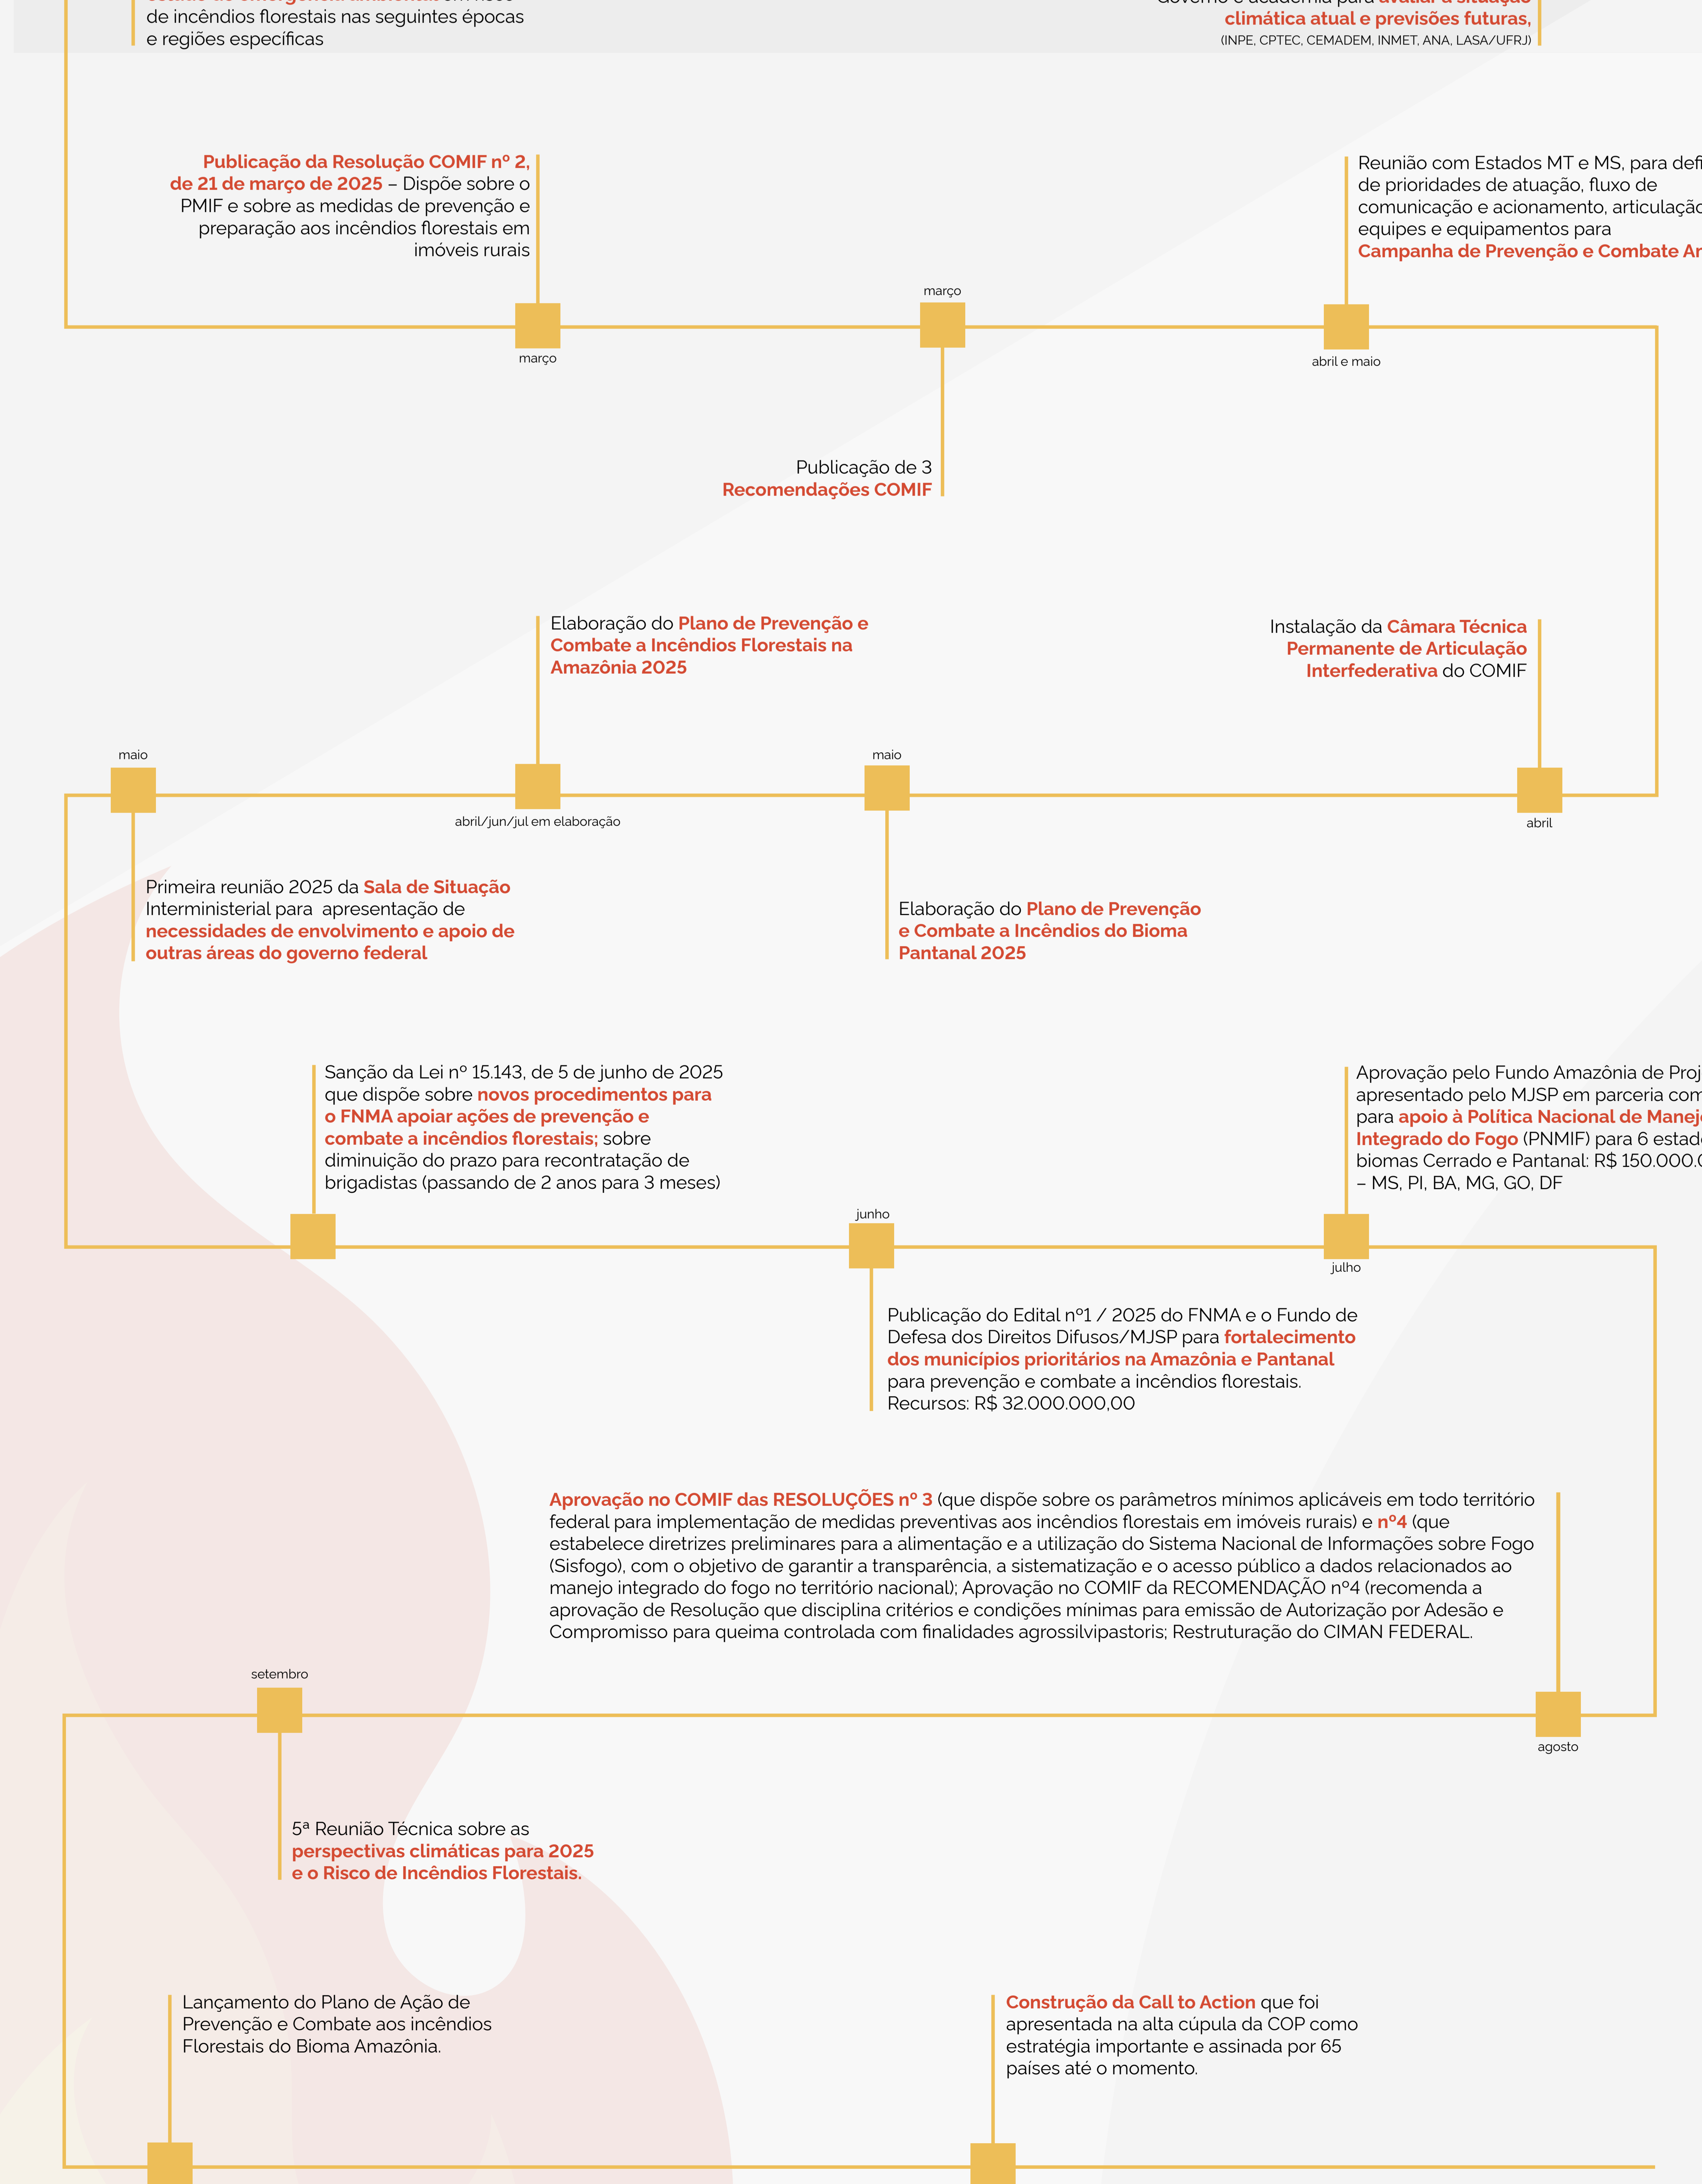 de incêndios florestais nas seguintes épocas
e regiões específicas
climática atual e previsões futuras,
(INPE, CPTEC, CEMADEM, INMET, ANA, LASA/UFRJ)
Publicação da Resolução COMIF nº 2,
de 21 de março de 2025 – Dispõe sobre o
PMIF e sobre as medidas de prevenção e
preparação aos incêndios florestais em
imóveis rurais
março
março
Publicação de 3
Recomendações COMIF
Reunião com Estados MT e MS, para
de prioridades de atuação, fluxo de
comunicação e acionamento, articulação
equipes e equipamentos para
Campanha de Prevenção e Combate
abril e maio
Instalação da Câmara Técnica
Permanente de Articulação
Interfederativa do COMIF
abril
maio
Elaboração do Plano de Prevenção
e Combate a Incêndios do Bioma
Pantanal 2025
Elaboração do Plano de Prevenção e
Combate a Incêndios Florestais na
Amazônia 2025
abril/jun/jul em elaboração
maio
Primeira reunião 2025 da Sala de Situação
Interministerial para apresentação de
necessidades de envolvimento e apoio de
outras áreas do governo federal
Sanção da Lei nº 15.143, de 5 de junho de 2025
que dispõe sobre novos procedimentos para
o FNMA apoiar ações de prevenção e
combate a incêndios florestais; sobre
diminuição do prazo para recontratação de
brigadistas (passando de 2 anos para 3 meses)
junho
Publicação do Edital nº1 / 2025 do FNMA e o Fundo de
Defesa dos Direitos Difusos/MJSP para fortalecimento
dos municípios prioritários na Amazônia e Pantanal
para prevenção e combate a incêndios florestais.
Recursos: R$ 32.000.000,00
Aprovação pelo Fundo Amazônia de
apresentado pelo MJSP em parceria com
para apoio à Política Nacional de
Integrado do Fogo (PNMIF) para 6
biomas Cerrado e Pantanal: R$
– MS, PI, BA, MG, GO, DF
julho
Aprovação no COMIF das RESOLUÇÕES nº 3 (que dispõe sobre os parâmetros mínimos aplicáveis em todo território
federal para implementação de medidas preventivas aos incêndios florestais em imóveis rurais) e nº4 (que
estabelece diretrizes preliminares para a alimentação e a utilização do Sistema Nacional de Informações sobre Fogo
(Sisfogo), com o objetivo de garantir a transparência, a sistematização e o acesso público a dados relacionados ao
manejo integrado do fogo no território nacional); Aprovação no COMIF da RECOMENDAÇÃO nº4 (recomenda a
aprovação de Resolução que disciplina critérios e condições mínimas para emissão de Autorização por Adesão e
Compromisso para queima controlada com finalidades agrossilvipastoris; Restruturação do CIMAN FEDERAL.
agosto
setembro
5ª Reunião Técnica sobre as
perspectivas climáticas para 2025
e o Risco de Incêndios Florestais.
Lançamento do Plano de Ação de
Prevenção e Combate aos incêndios
Florestais do Bioma Amazônia.
Construção da Call to Action que foi
apresentada na alta cúpula da COP como
estratégia importante e assinada por 65
países até o momento.